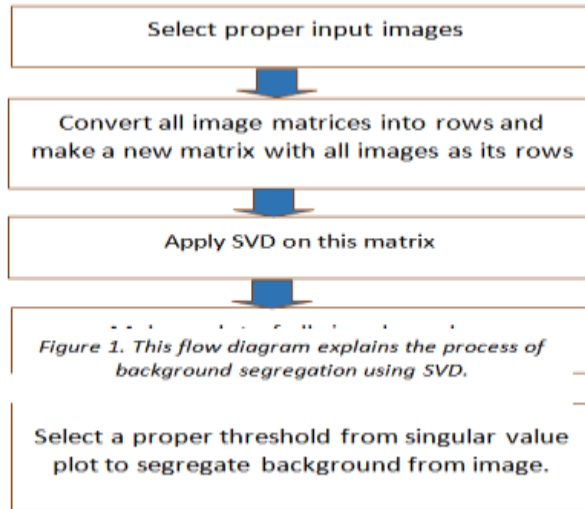 Select proper input images
Convert all image matrices into rows and
make a new matrix with all images as its rows
Apply SVD on this matrix
Figure 1. This flow diagram explains the process of
background segregation using SVD.
Select a proper threshold from singular value
plot to segregate background from image.